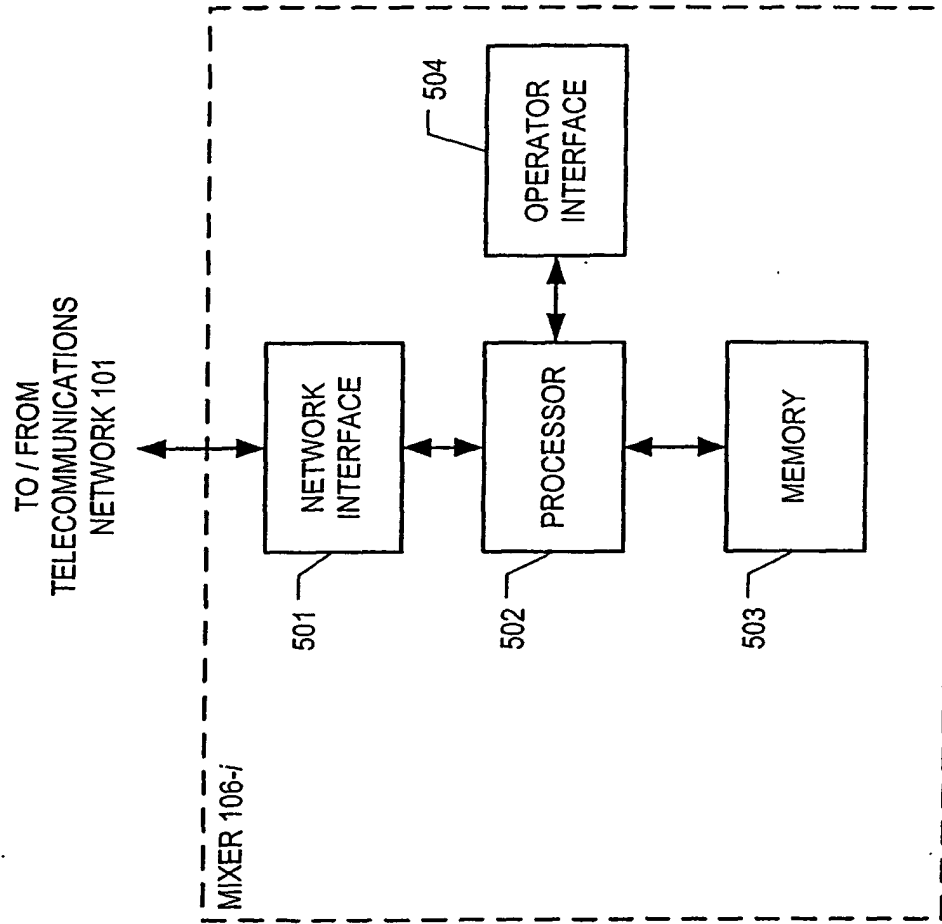 TO / FROM
TELECOMMUNICATIONS
NETWORK 101
MIXER 106-i
NETWORK
INTERFACE
501
PROCESSOR
502
OPERATOR
INTERFACE
504
MEMORY
503